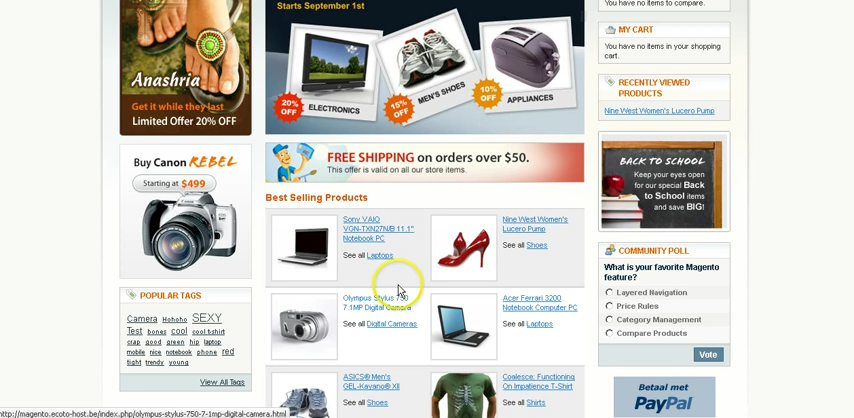 Anashria
Get it while they last
Limited Offer 20% OFF
Buy Canon REBEL
Starting at $499
POPULAR TAGS
Camera Hohoho SEXY
Test bones cool cool t-shirt
crap good green hip laptop
mobile nice notebook phone red
tight trendy young
View All Tags
Starts September 1st
20% OFF
ELECTRONICS
15% OFF
MEN'S SHOES
10% OFF
APPLIANCES
FREE SHIPPING on orders over $50.
This offer is valid on all our store items.
Best Selling Products
Sony VAIO
VGN-TXN27N/B 11.1"
Notebook PC
See all Laptops
Nine West Women's
Lucero Pump
See all Shoes
Olympus Stylus 750
7.1MP Digital Camera
See all Digital Cameras
Acer Ferrari 3200
Notebook Computer PC
See all Laptops
ASICS® Men's
GEL-Kayano® XII
See all Shoes
Coalesce: Functioning
On Impatience T-Shirt
See all Shirts
You have no items to compare.
MY CART
You have no items in your shopping
cart.
RECENTLY VIEWED
PRODUCTS
Nine West Women's Lucero Pump
BACK TO SCHOOL
Keep your eyes open
for our special Back
to School items
and save BIG!
COMMUNITY POLL
What is your favorite Magento
feature?
Layered Navigation
Price Rules
Category Management
Compare Products
Vote
Betaal met
PayPal
http://magento.ecoto-host.be/index.php/olympus-stylus-750-7-1mp-digital-camera.html